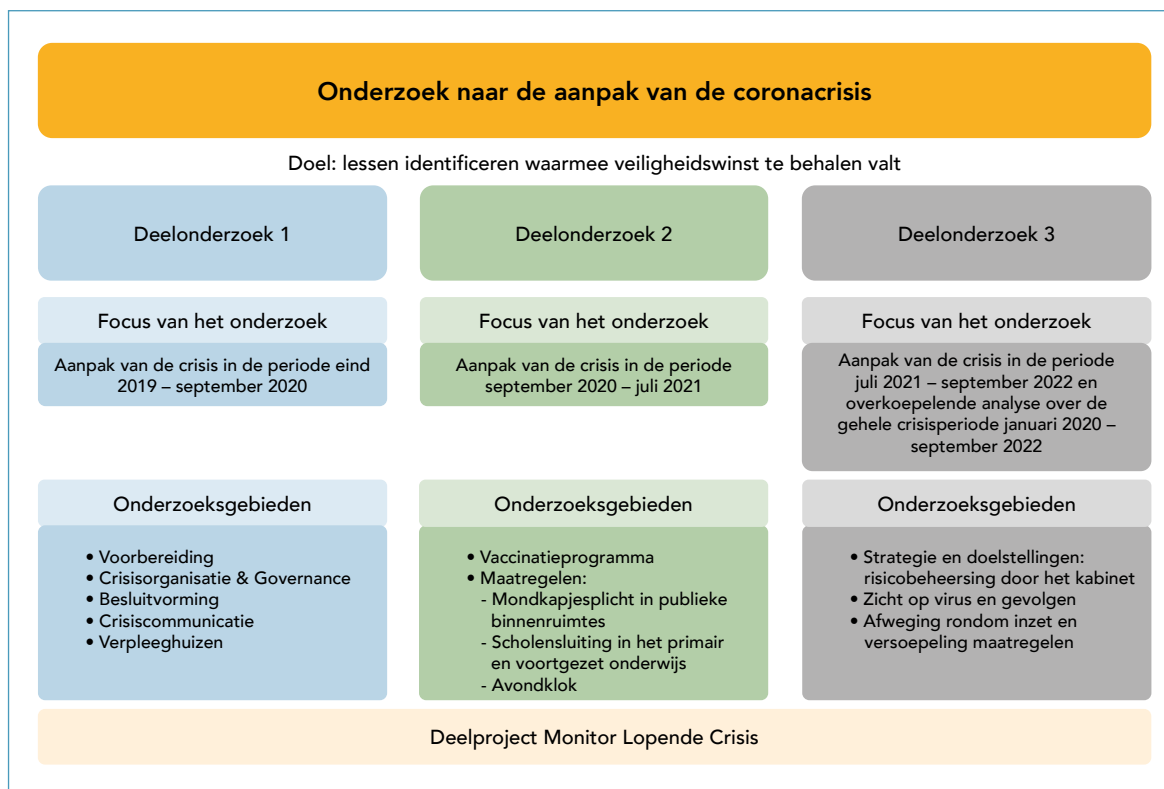 Onderzoek naar de aanpak van de coronacrisis
Doel: lessen identificeren waarmee veiligheidswinst te behalen valt
Deelonderzoek 1
Focus van het onderzoek
Aanpak van de crisis in de periode eind
2019 – september 2020
Onderzoeksgebieden
• Voorbereiding
• Crisisorganisatie & Governance
• Besluitvorming
• Crisiscommunicatie
• Verpleeghuizen
Deelonderzoek 2
Focus van het onderzoek
Aanpak van de crisis in de periode
september 2020 – juli 2021
Onderzoeksgebieden
• Vaccinatieprogramma
• Maatregelen:
- Mondkapjesplicht in publieke
binnenruimtes
- Scholensluiting in het primair
en voortgezet onderwijs
- Avondklok
Deelonderzoek 3
Focus van het onderzoek
Aanpak van de crisis in de periode
juli 2021 – september 2022 en
overkoepelende analyse over de
gehele crisisperiode januari 2020 –
september 2022
Onderzoeksgebieden
• Strategie en doelstellingen:
risicobeheersing door het kabinet
• Zicht op virus en gevolgen
• Afweging rondom inzet en
versoepeling maatregelen
Deelproject Monitor Lopende Crisis